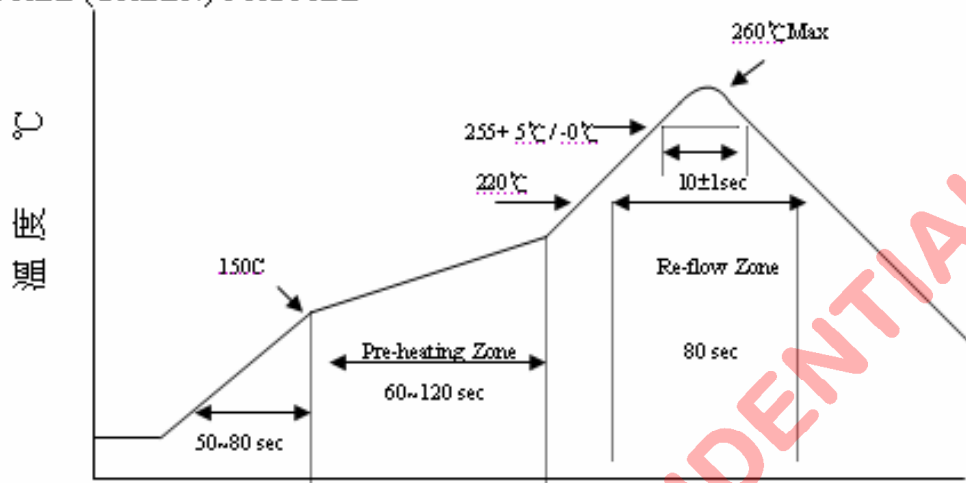 260℃Max
255+ 5℃/ -0℃
10±1sec
220℃
150C
Re-flow Zone
Pre-heating Zone
80 sec
60~120 sec
50~80 sec
温度 ℃